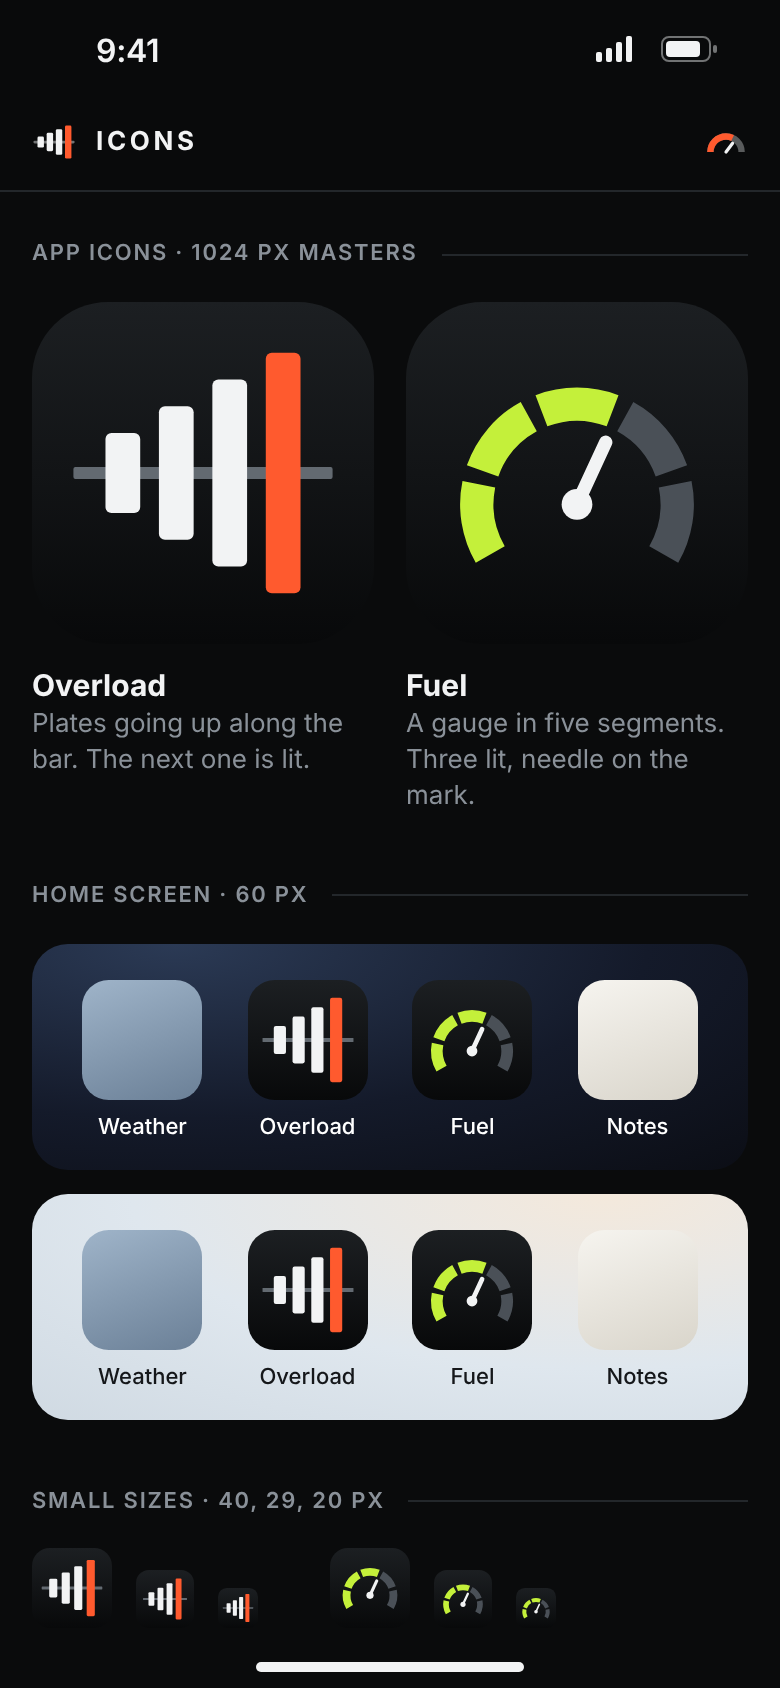 9:41
ICONS
APP ICONS · 1024 PX MASTERS
Overload
Plates going up along the
bar. The next one is lit.
Fuel
A gauge in five segments.
Three lit, needle on the
mark.
HOME SCREEN · 60 PX
Weather
Overload
Fuel
Notes
Weather
Overload
Fuel
Notes
SMALL SIZES · 40, 29, 20 PX